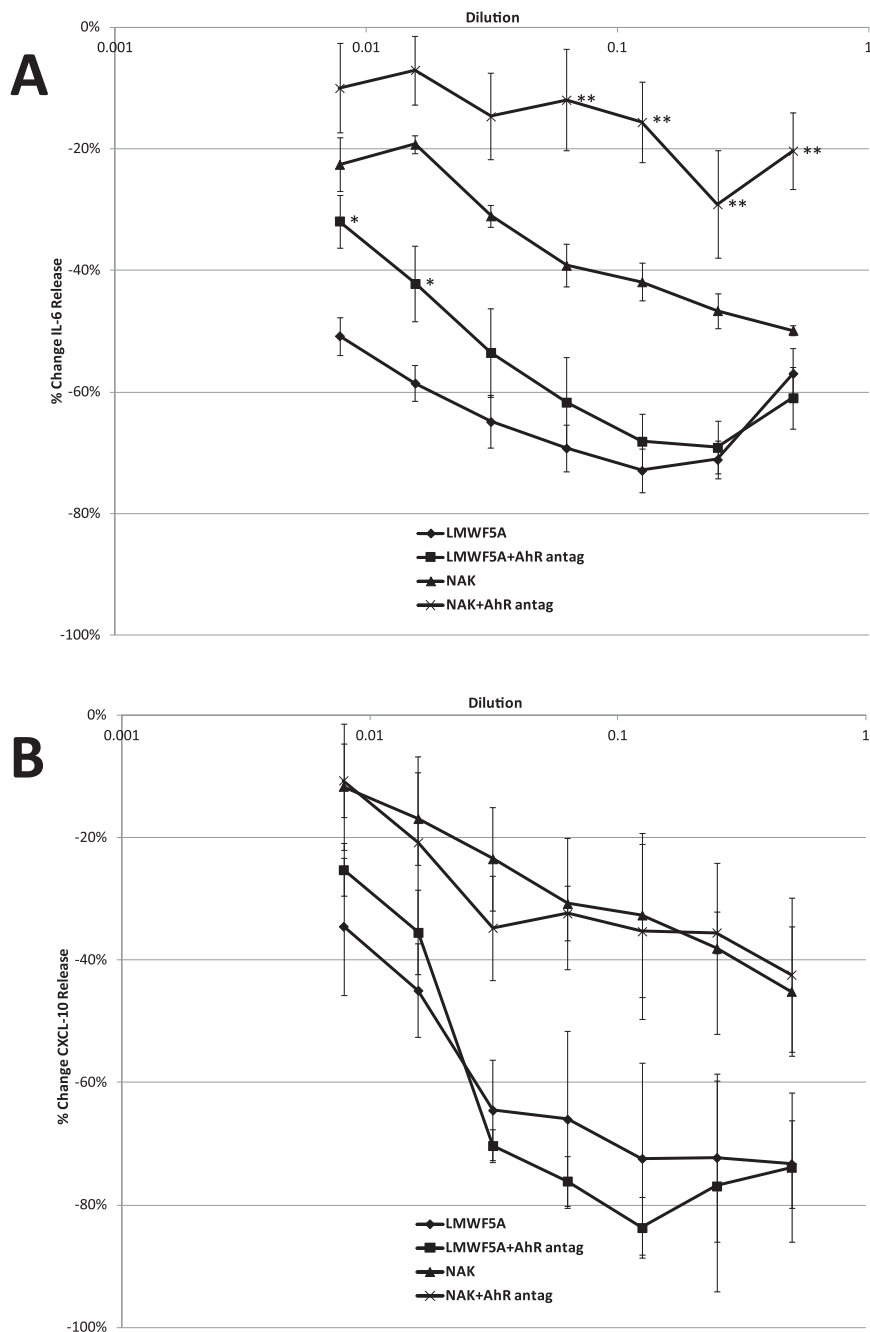 Dilution
0%
0.001 0.01 0.1 1
A
**
**
-20%
**
**
*
*
-40%
% Change IL-6 Release
-60%
-80%
LMWF5A
LMWF5A+AhR antag
NAK
NAK+AhR antag
-100%
Dilution
0%
0.001 0.01 0.1 1
B
-20%
-40%
% Change CXCL-10 Release
-60%
-80%
LMWF5A
LMWF5A+AhR antag
NAK
NAK+AhR antag
-100%